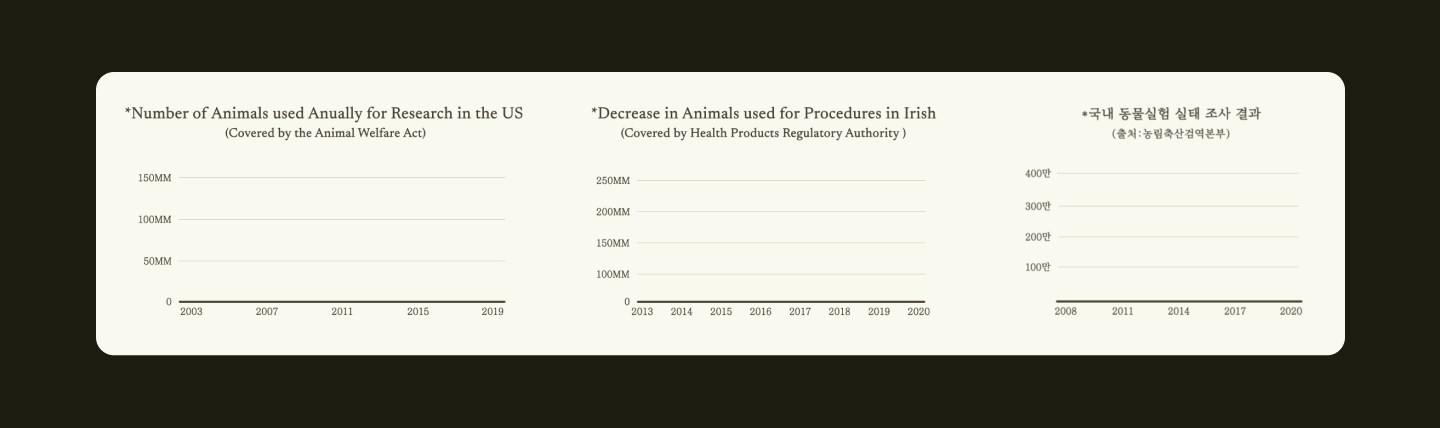 *Number of Animals used Anually for Research in the US
(Covered by the Animal Welfare Act)
150MM
100MM
50MM
0
2003 2007 2011 2015 2019
*Decrease in Animals used for Procedures in Irish
(Covered by Health Products Regulatory Authority )
250MM
200MM
150MM
100MM
0
2013 2014 2015 2016 2017 2018 2019 2020
*국내 동물실험 실태 조사 결과
(출처:농림축산검역본부)
400만
300만
200만
100만
2008 2011 2014 2017 2020